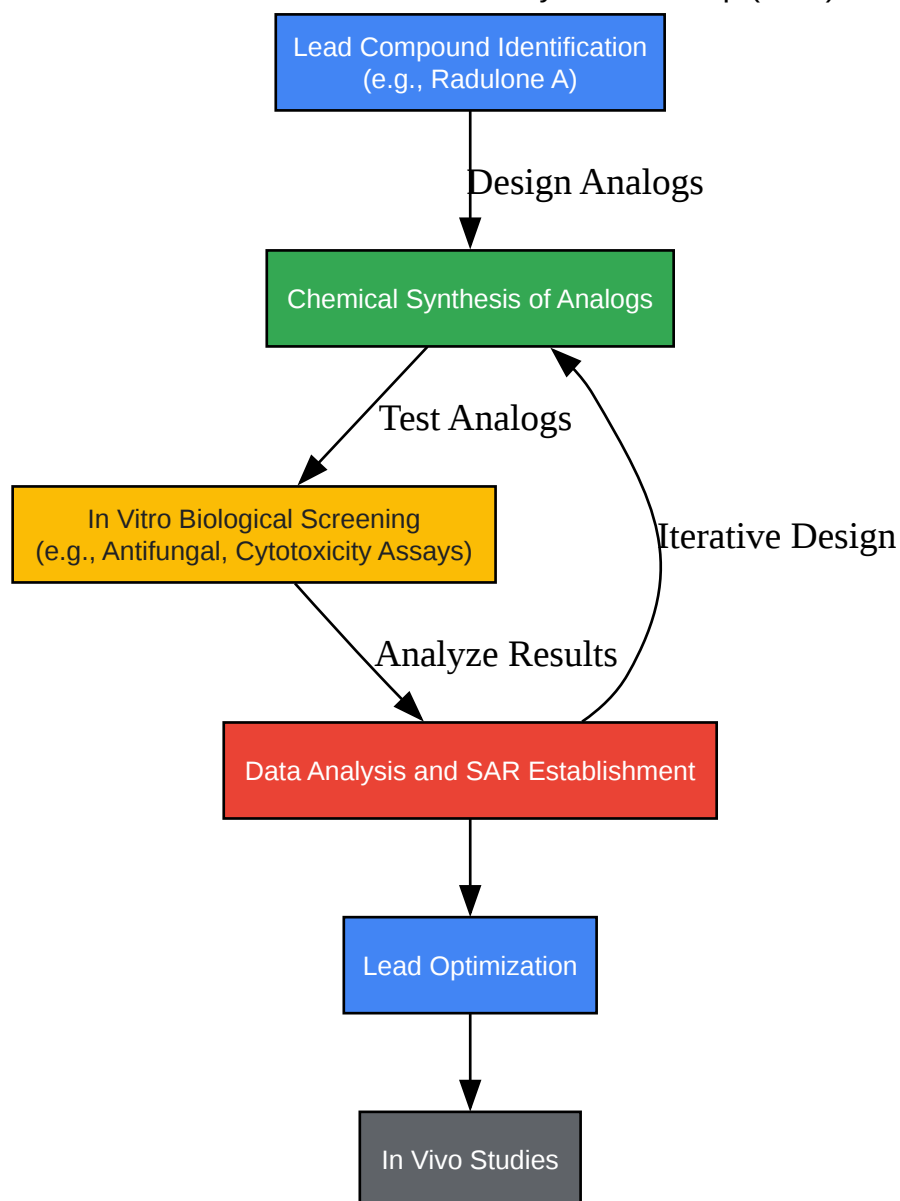 Lead Compound Identification
(e.g., Radulone A)
Design Analogs
Chemical Synthesis of Analogs
Test Analogs
In Vitro Biological Screening
(e.g., Antifungal, Cytotoxicity Assays)
Iterative Design
Analyze Results
Data Analysis and SAR Establishment
Lead Optimization
In Vivo Studies